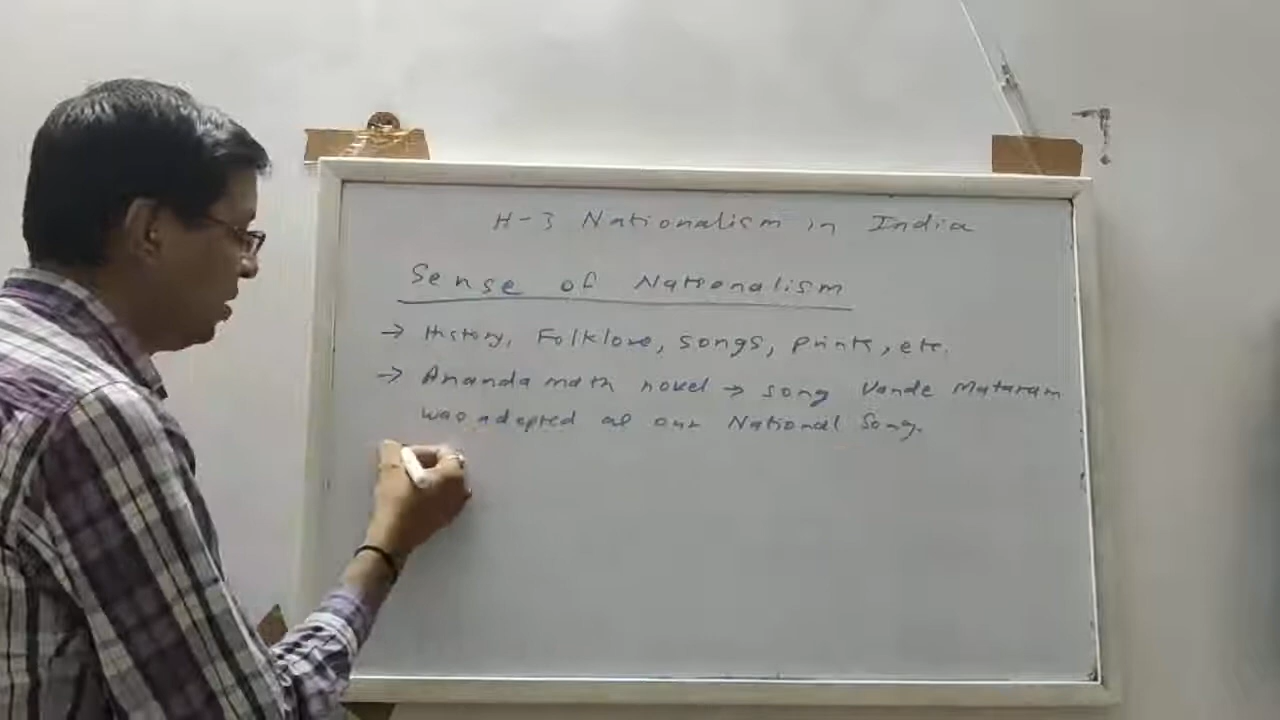 H-3 Nationalism in India
Sense of Nationalism
→ History, Folklore, songs, prints, etc.
→ Ananda math novel → song Vande Mataram
was adopted as our National Song.